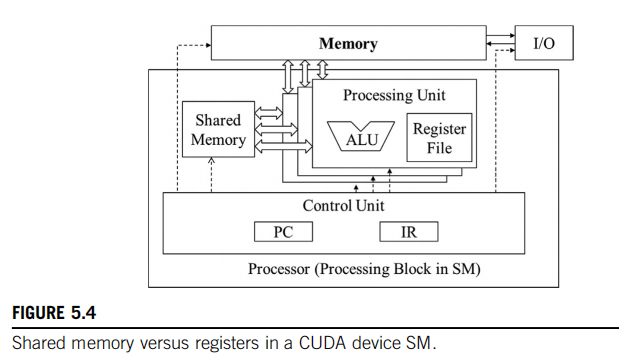 Memory
I/O
Processing Unit
Shared
Memory
ALU
Register
File
Control Unit
PC
IR
Processor (Processing Block in SM)
FIGURE 5.4
Shared memory versus registers in a CUDA device SM.